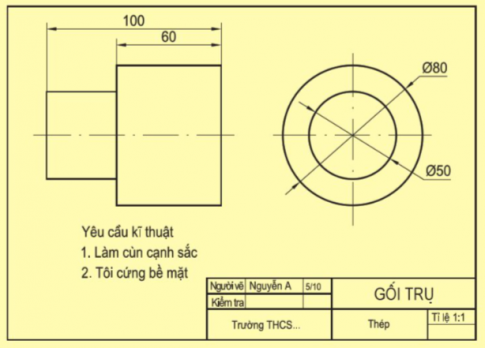 100
60
Ø80
Ø50
Yêu cầu kĩ thuật
1. Làm cùn cạnh sắc
2. Tôi cứng bề mặt
Người vẽ Nguyễn A 5/10
Kiểm tra
GỐI TRỤ
Trường THCS...
Thép
Tỉ lệ 1:1